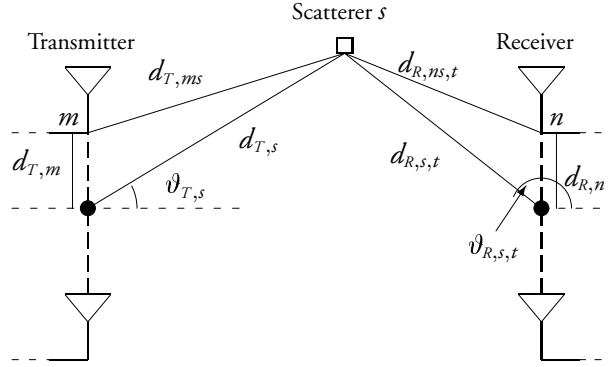 Scatterer s
Transmitter
Receiver
d_{T,ms}
d_{R,ns,t}
m
n
d_{T,m}
d_{T,s}
d_{R,s,t}
d_{R,n}
ϑ_{T,s}
ϑ_{R,s,t}